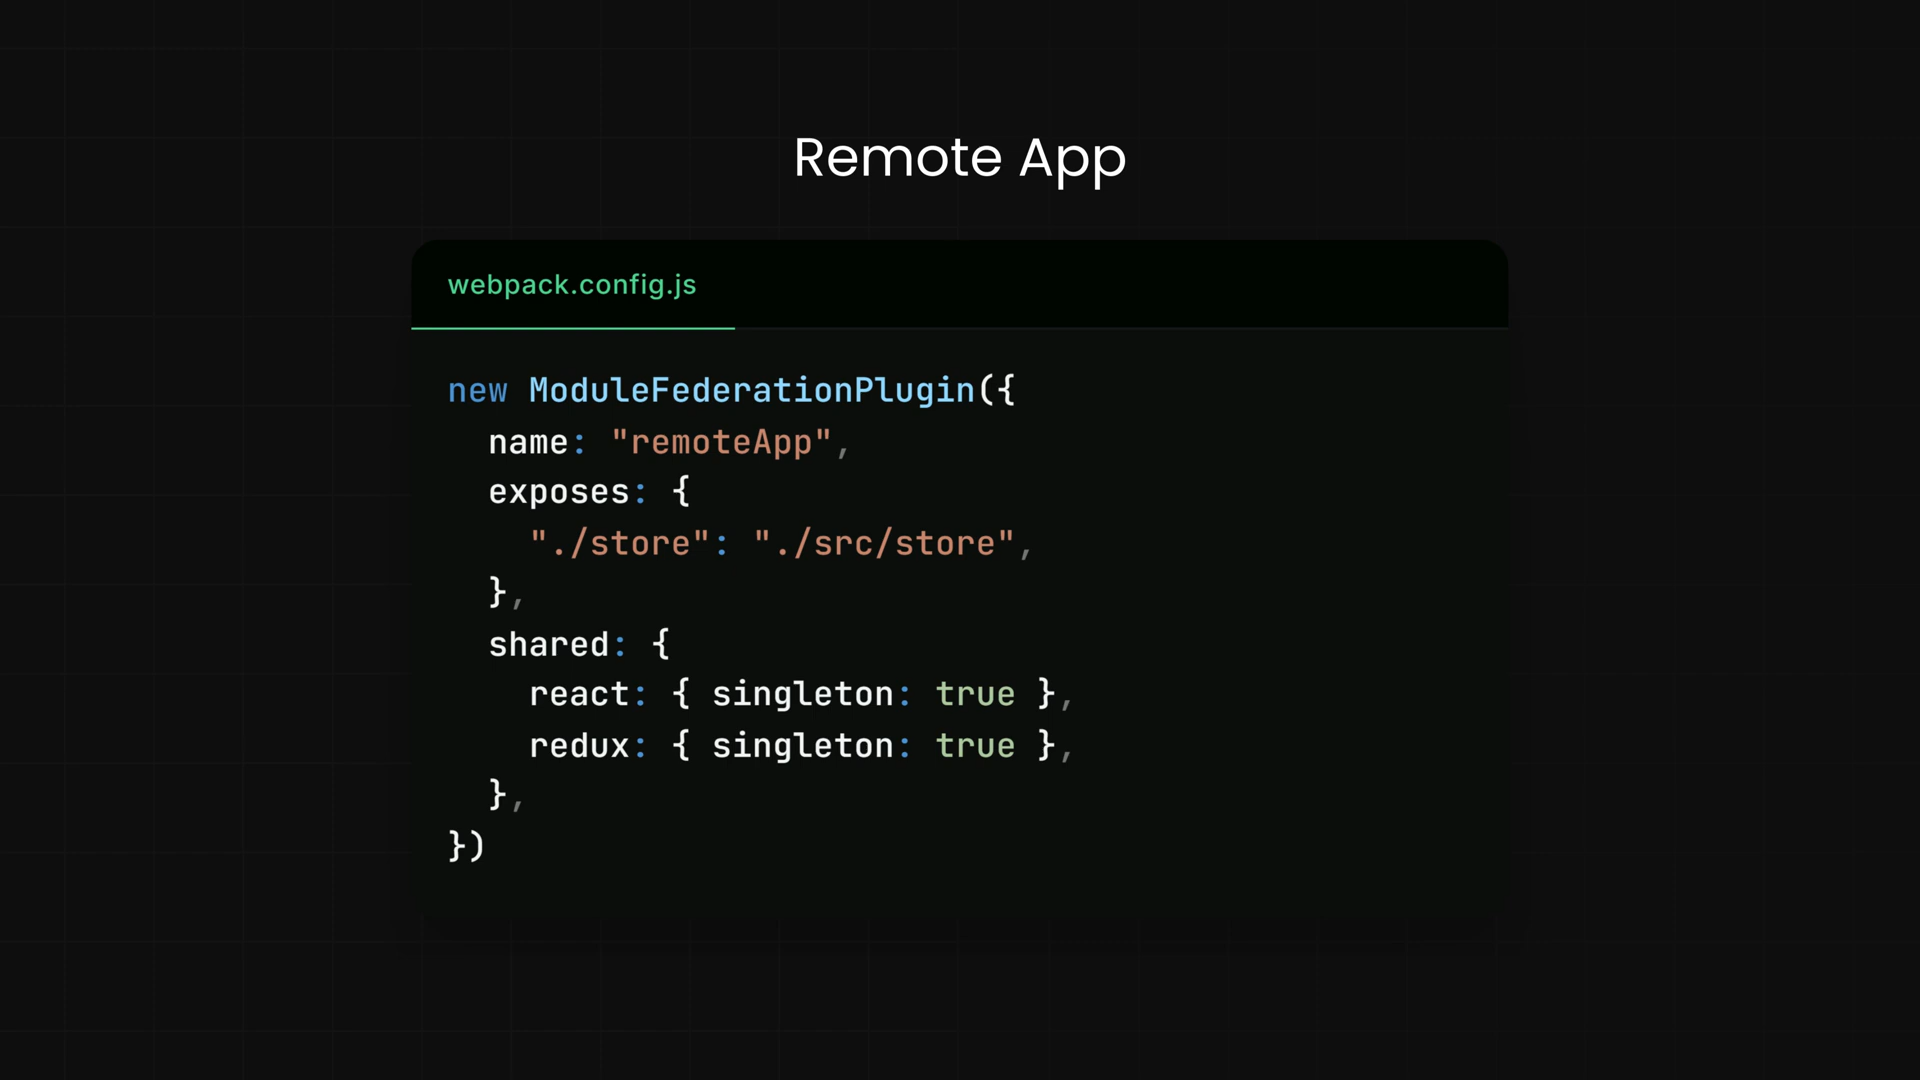 Remote App
webpack.config.js
new ModuleFederationPlugin({
  name: "remoteApp",
  exposes: {
    "./store": "./src/store",
  },
  shared: {
    react: { singleton: true },
    redux: { singleton: true },
  },
})